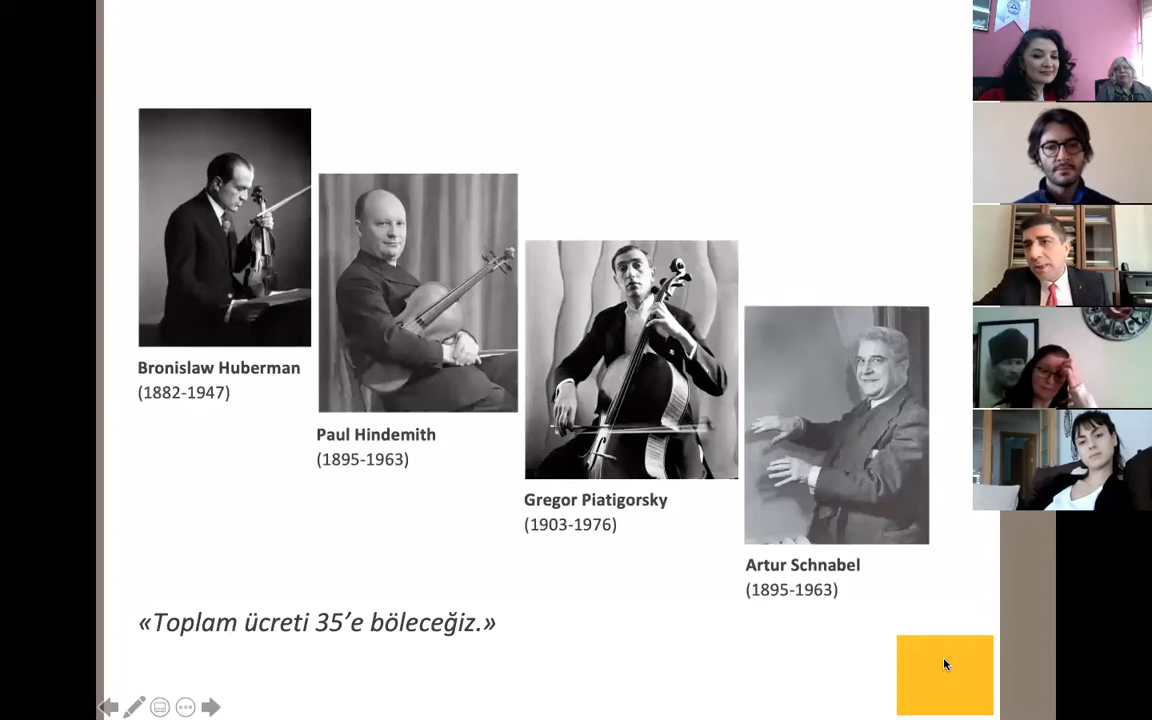 Bronislaw Huberman
(1882-1947)
Paul Hindemith
(1895-1963)
Gregor Piatigorsky
(1903-1976)
Artur Schnabel
(1895-1963)
«Toplam ücreti 35’e böleceğiz.»